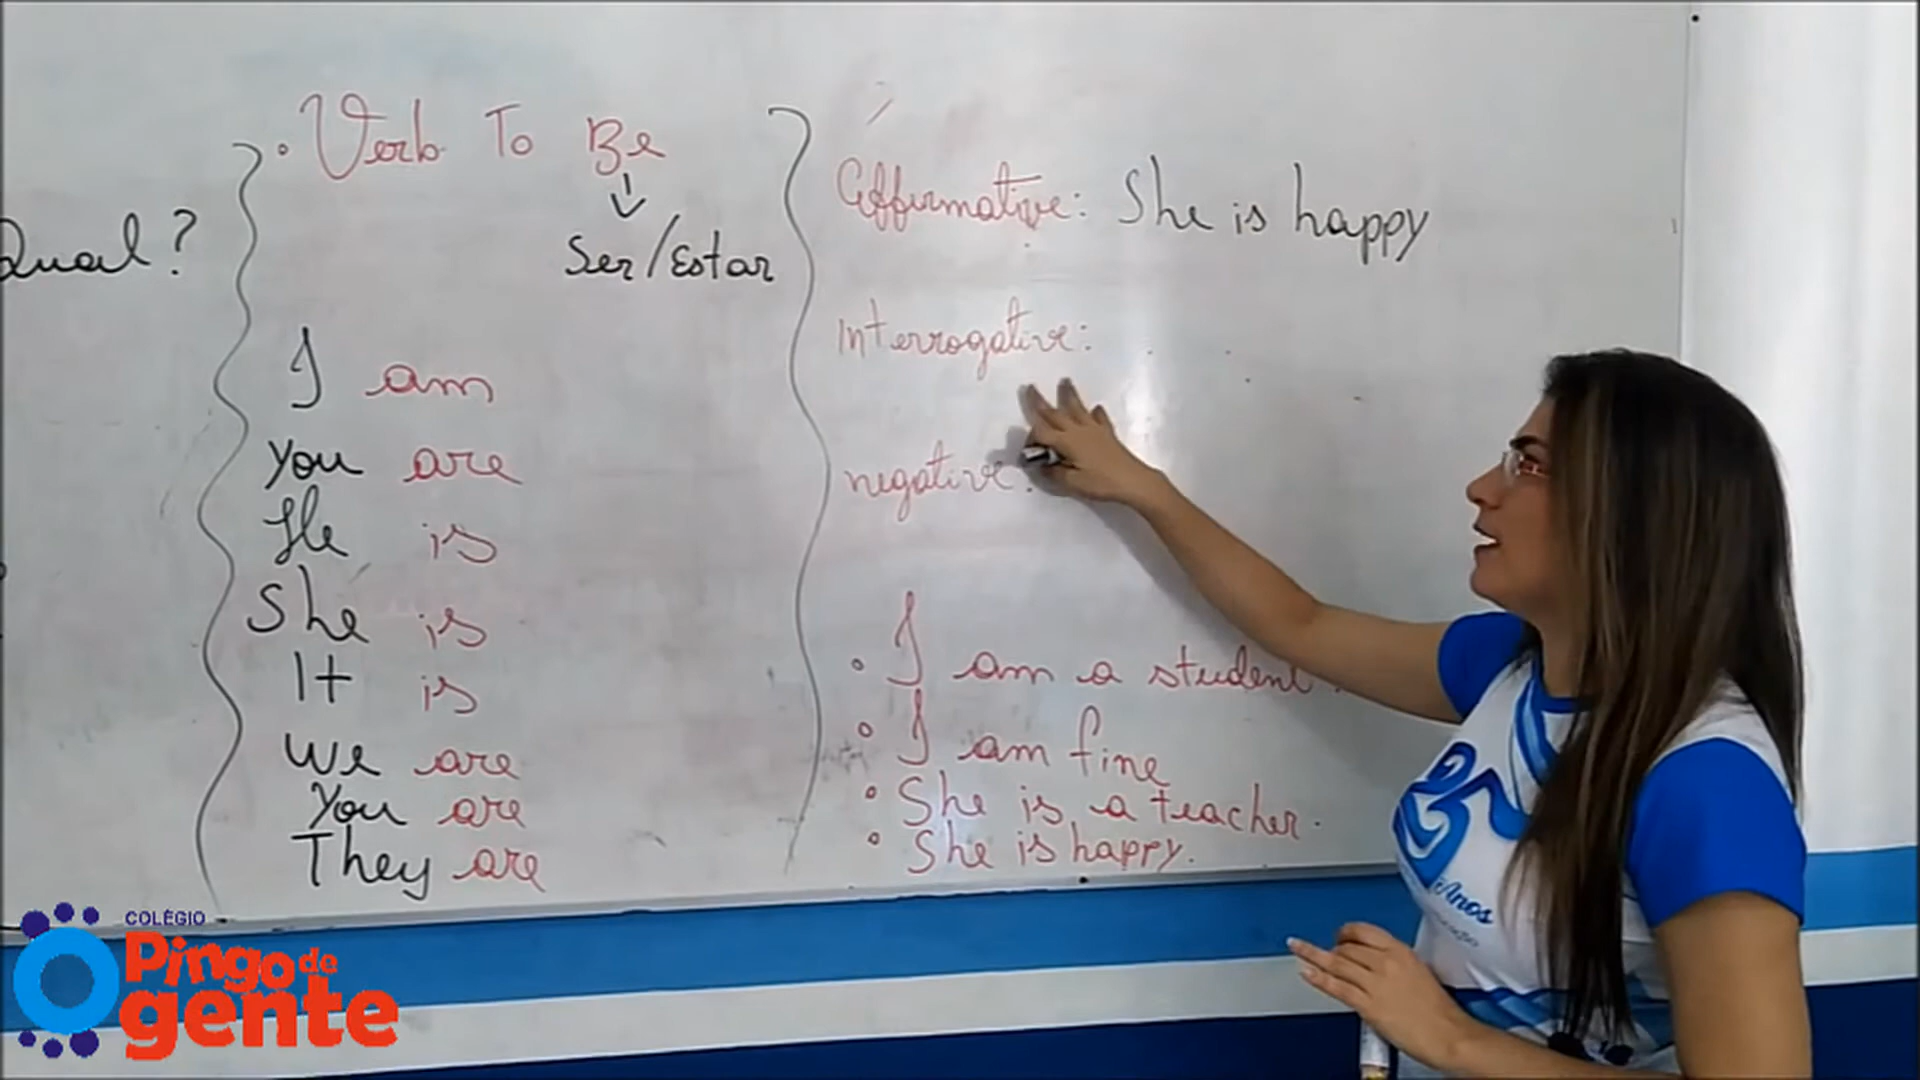 Qual?
• Verb To Be
Ser/Estar
I am
You are
He is
She is
It is
We are
You are
They are
Affirmative: She is happy
Interrogative:
negative:
• I am a student.
• I am fine
• She is a teacher.
• She is happy.
Anos
COLÉGIO
Pingo de
gente